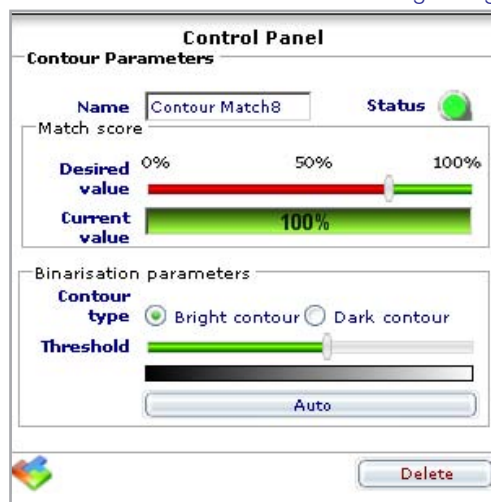 Control Panel
Contour Parameters
Name Contour Match8 Status
Match score
Desired value 0% 50% 100%
Current value 100%
Binarisation parameters
Contour type Bright contour Dark contour
Threshold
Auto
Delete